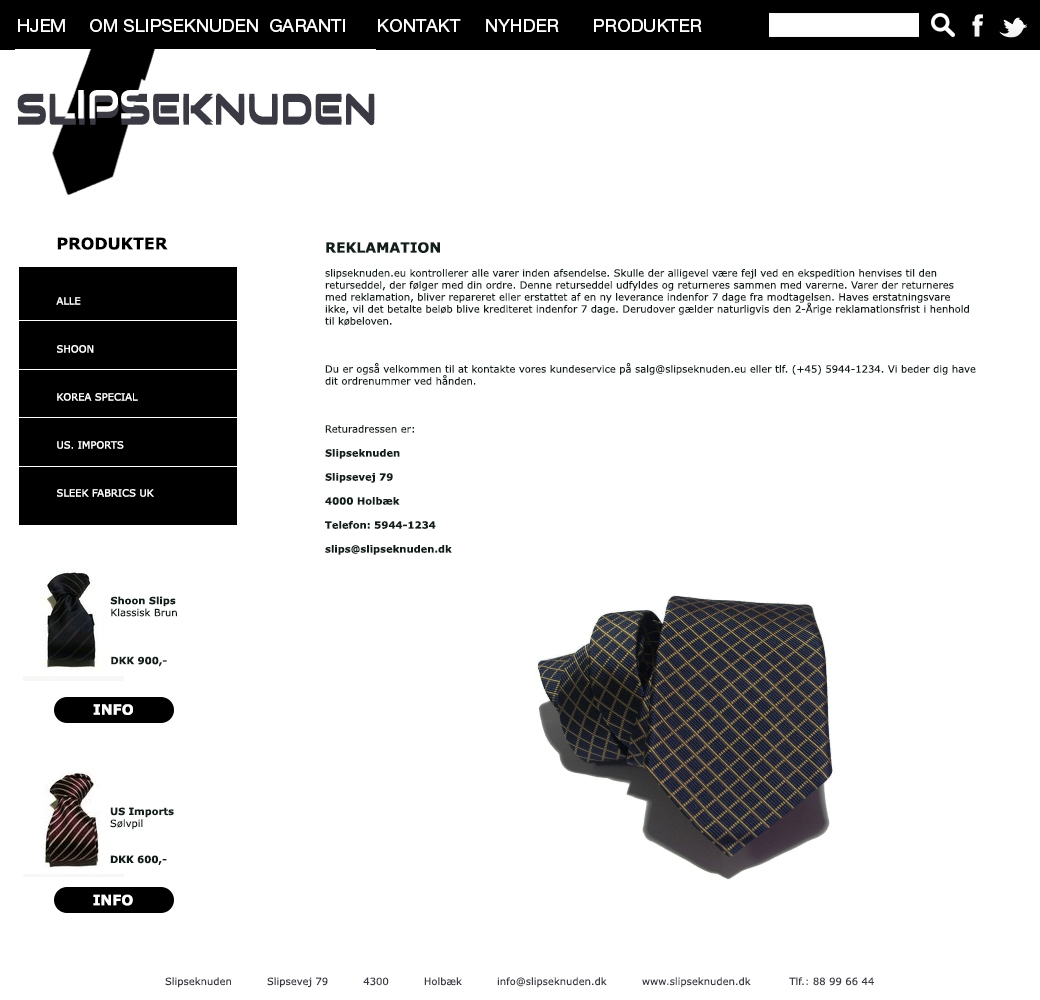 HJEM OM SLIPSEKNUDEN GARANTI KONTAKT NYHDER PRODUKTER
SLIPSEKNUDEN
PRODUKTER
ALLE
SHOON
KOREA SPECIAL
US. IMPORTS
SLEEK FABRICS UK
Shoon Slips
Klassisk Brun
DKK 900,-
INFO
US Imports
Sølvpil
DKK 600,-
INFO
REKLAMATION
slipseknuden.eu kontrollerer alle varer inden afsendelse. Skulle der alligevel være fejl ved en ekspedition henvises til den
returseddel, der følger med din ordre. Denne returseddel udfyldes og returneres sammen med varerne. Varer der returneres
med reklamation, bliver repareret eller erstattet af en ny leverance indenfor 7 dage fra modtagelsen. Haves erstatningsvare
ikke, vil det betalte beløb blive krediteret indenfor 7 dage. Derudover gælder naturligvis den 2-Årige reklamationsfrist i henhold
til købeloven.
Du er også velkommen til at kontakte vores kundeservice på salg@slipseknuden.eu eller tlf. (+45) 5944-1234. Vi beder dig have
dit ordrenummer ved hånden.
Returadressen er:
Slipseknuden
Slipsevej 79
4000 Holbæk
Telefon: 5944-1234
slips@slipseknuden.dk
Slipseknuden Slipsevej 79 4300 Holbæk info@slipseknuden.dk www.slipseknuden.dk Tlf.: 88 99 66 44